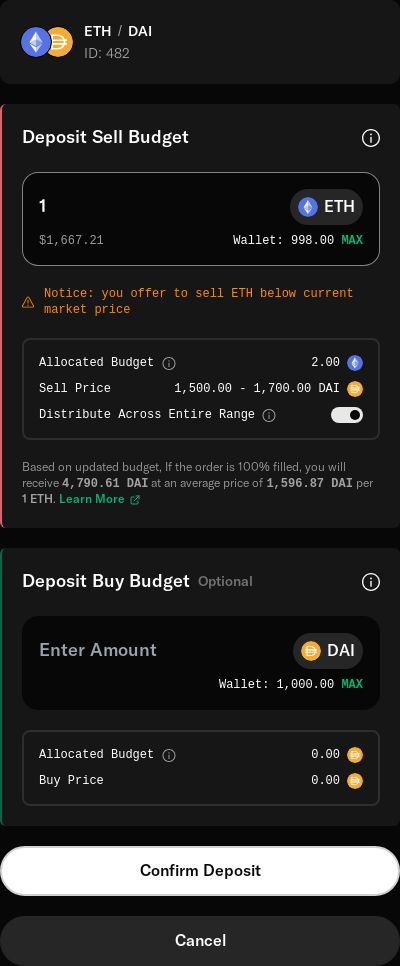 ETH / DAI
ID: 482
Deposit Sell Budget
1
ETH
$1,667.21
Wallet: 998.00 MAX
Notice: you offer to sell ETH below current
market price
Allocated Budget
2.00
Sell Price
1,500.00 - 1,700.00 DAI
Distribute Across Entire Range
Based on updated budget, If the order is 100% filled, you will
receive 4,790.61 DAI at an average price of 1,596.87 DAI per
1 ETH. Learn More
Deposit Buy Budget Optional
Enter Amount
DAI
Wallet: 1,000.00 MAX
Allocated Budget
0.00
Buy Price
0.00
Confirm Deposit
Cancel